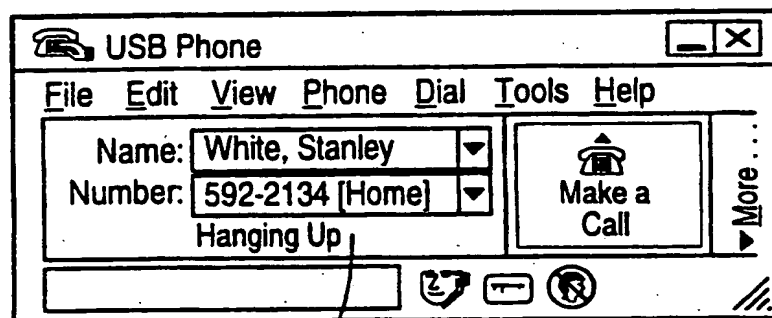 USB Phone
File Edit View Phone Dial Tools Help
Name: White, Stanley
Number: 592-2134 [Home]
Hanging Up
Make a
Call
More . . .